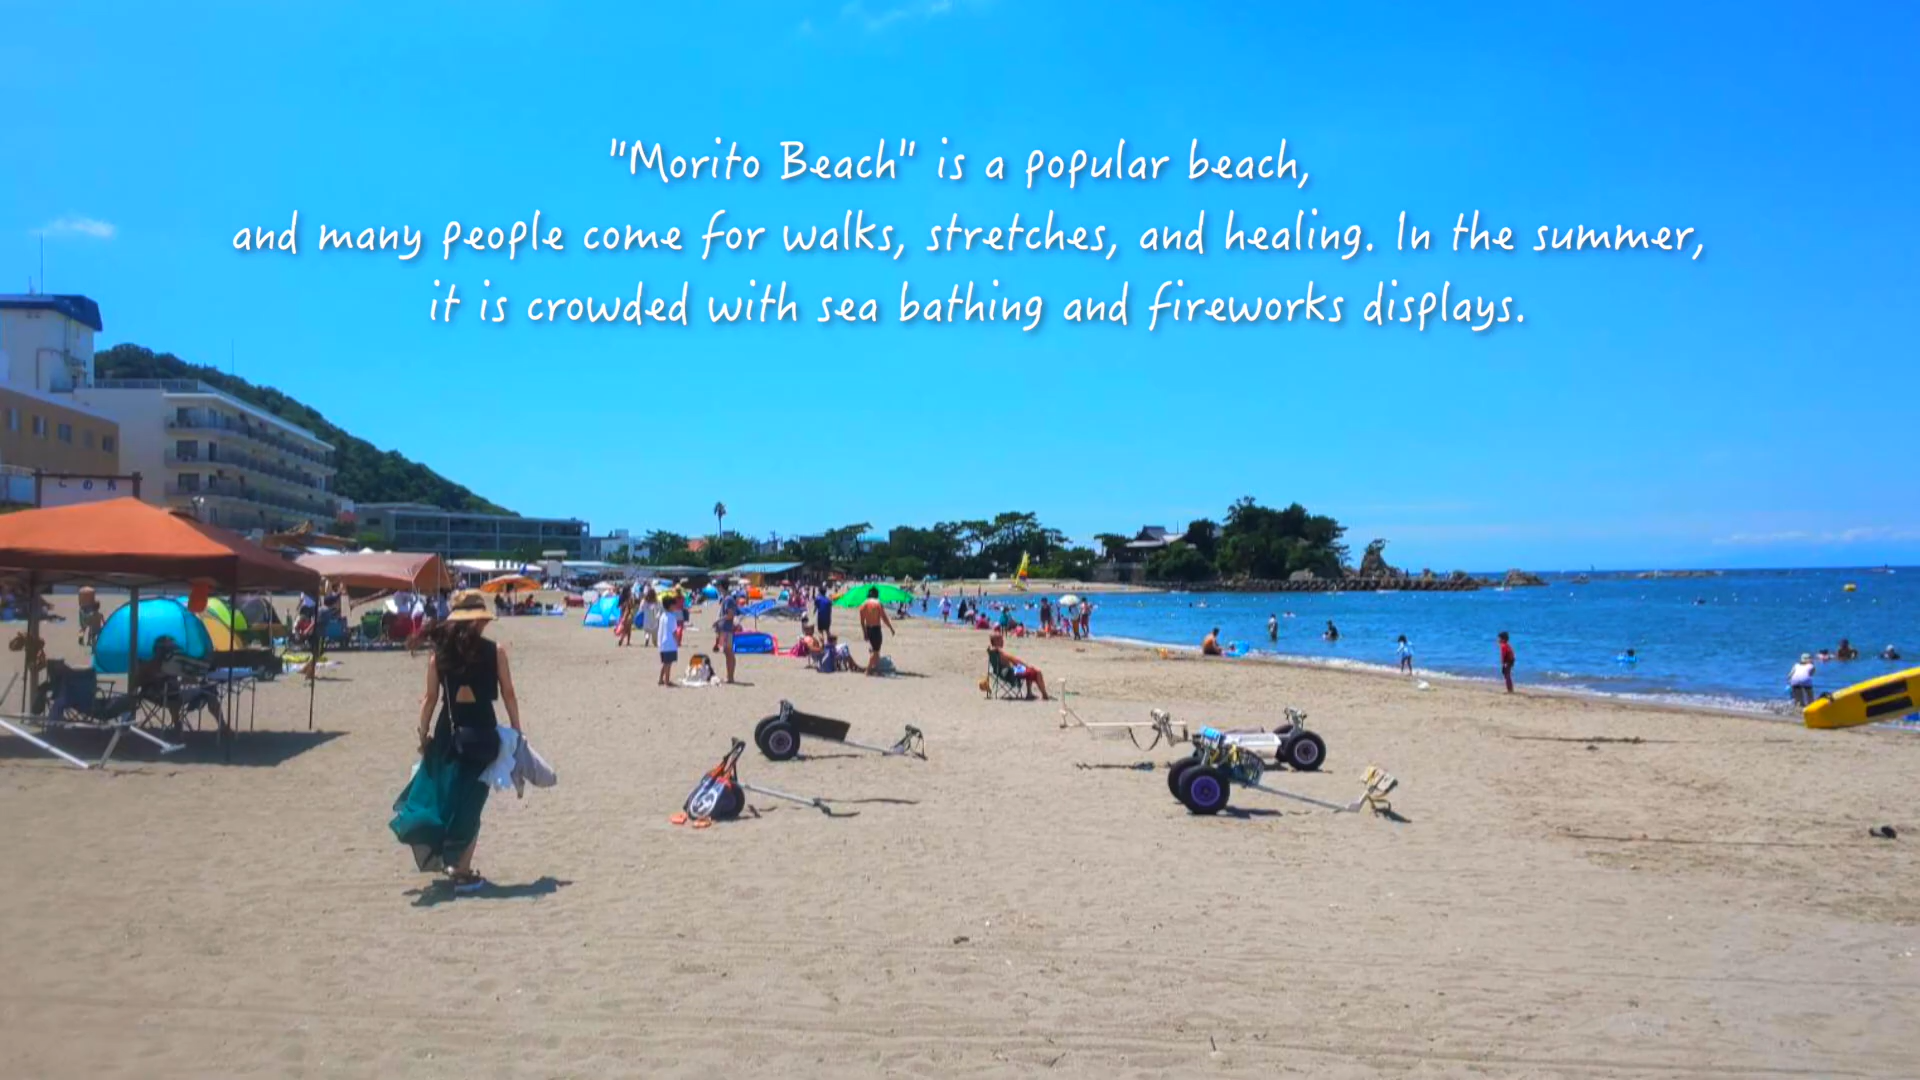 "Morito Beach" is a popular beach,
and many people come for walks, stretches, and healing. In the summer,
it is crowded with sea bathing and fireworks displays.